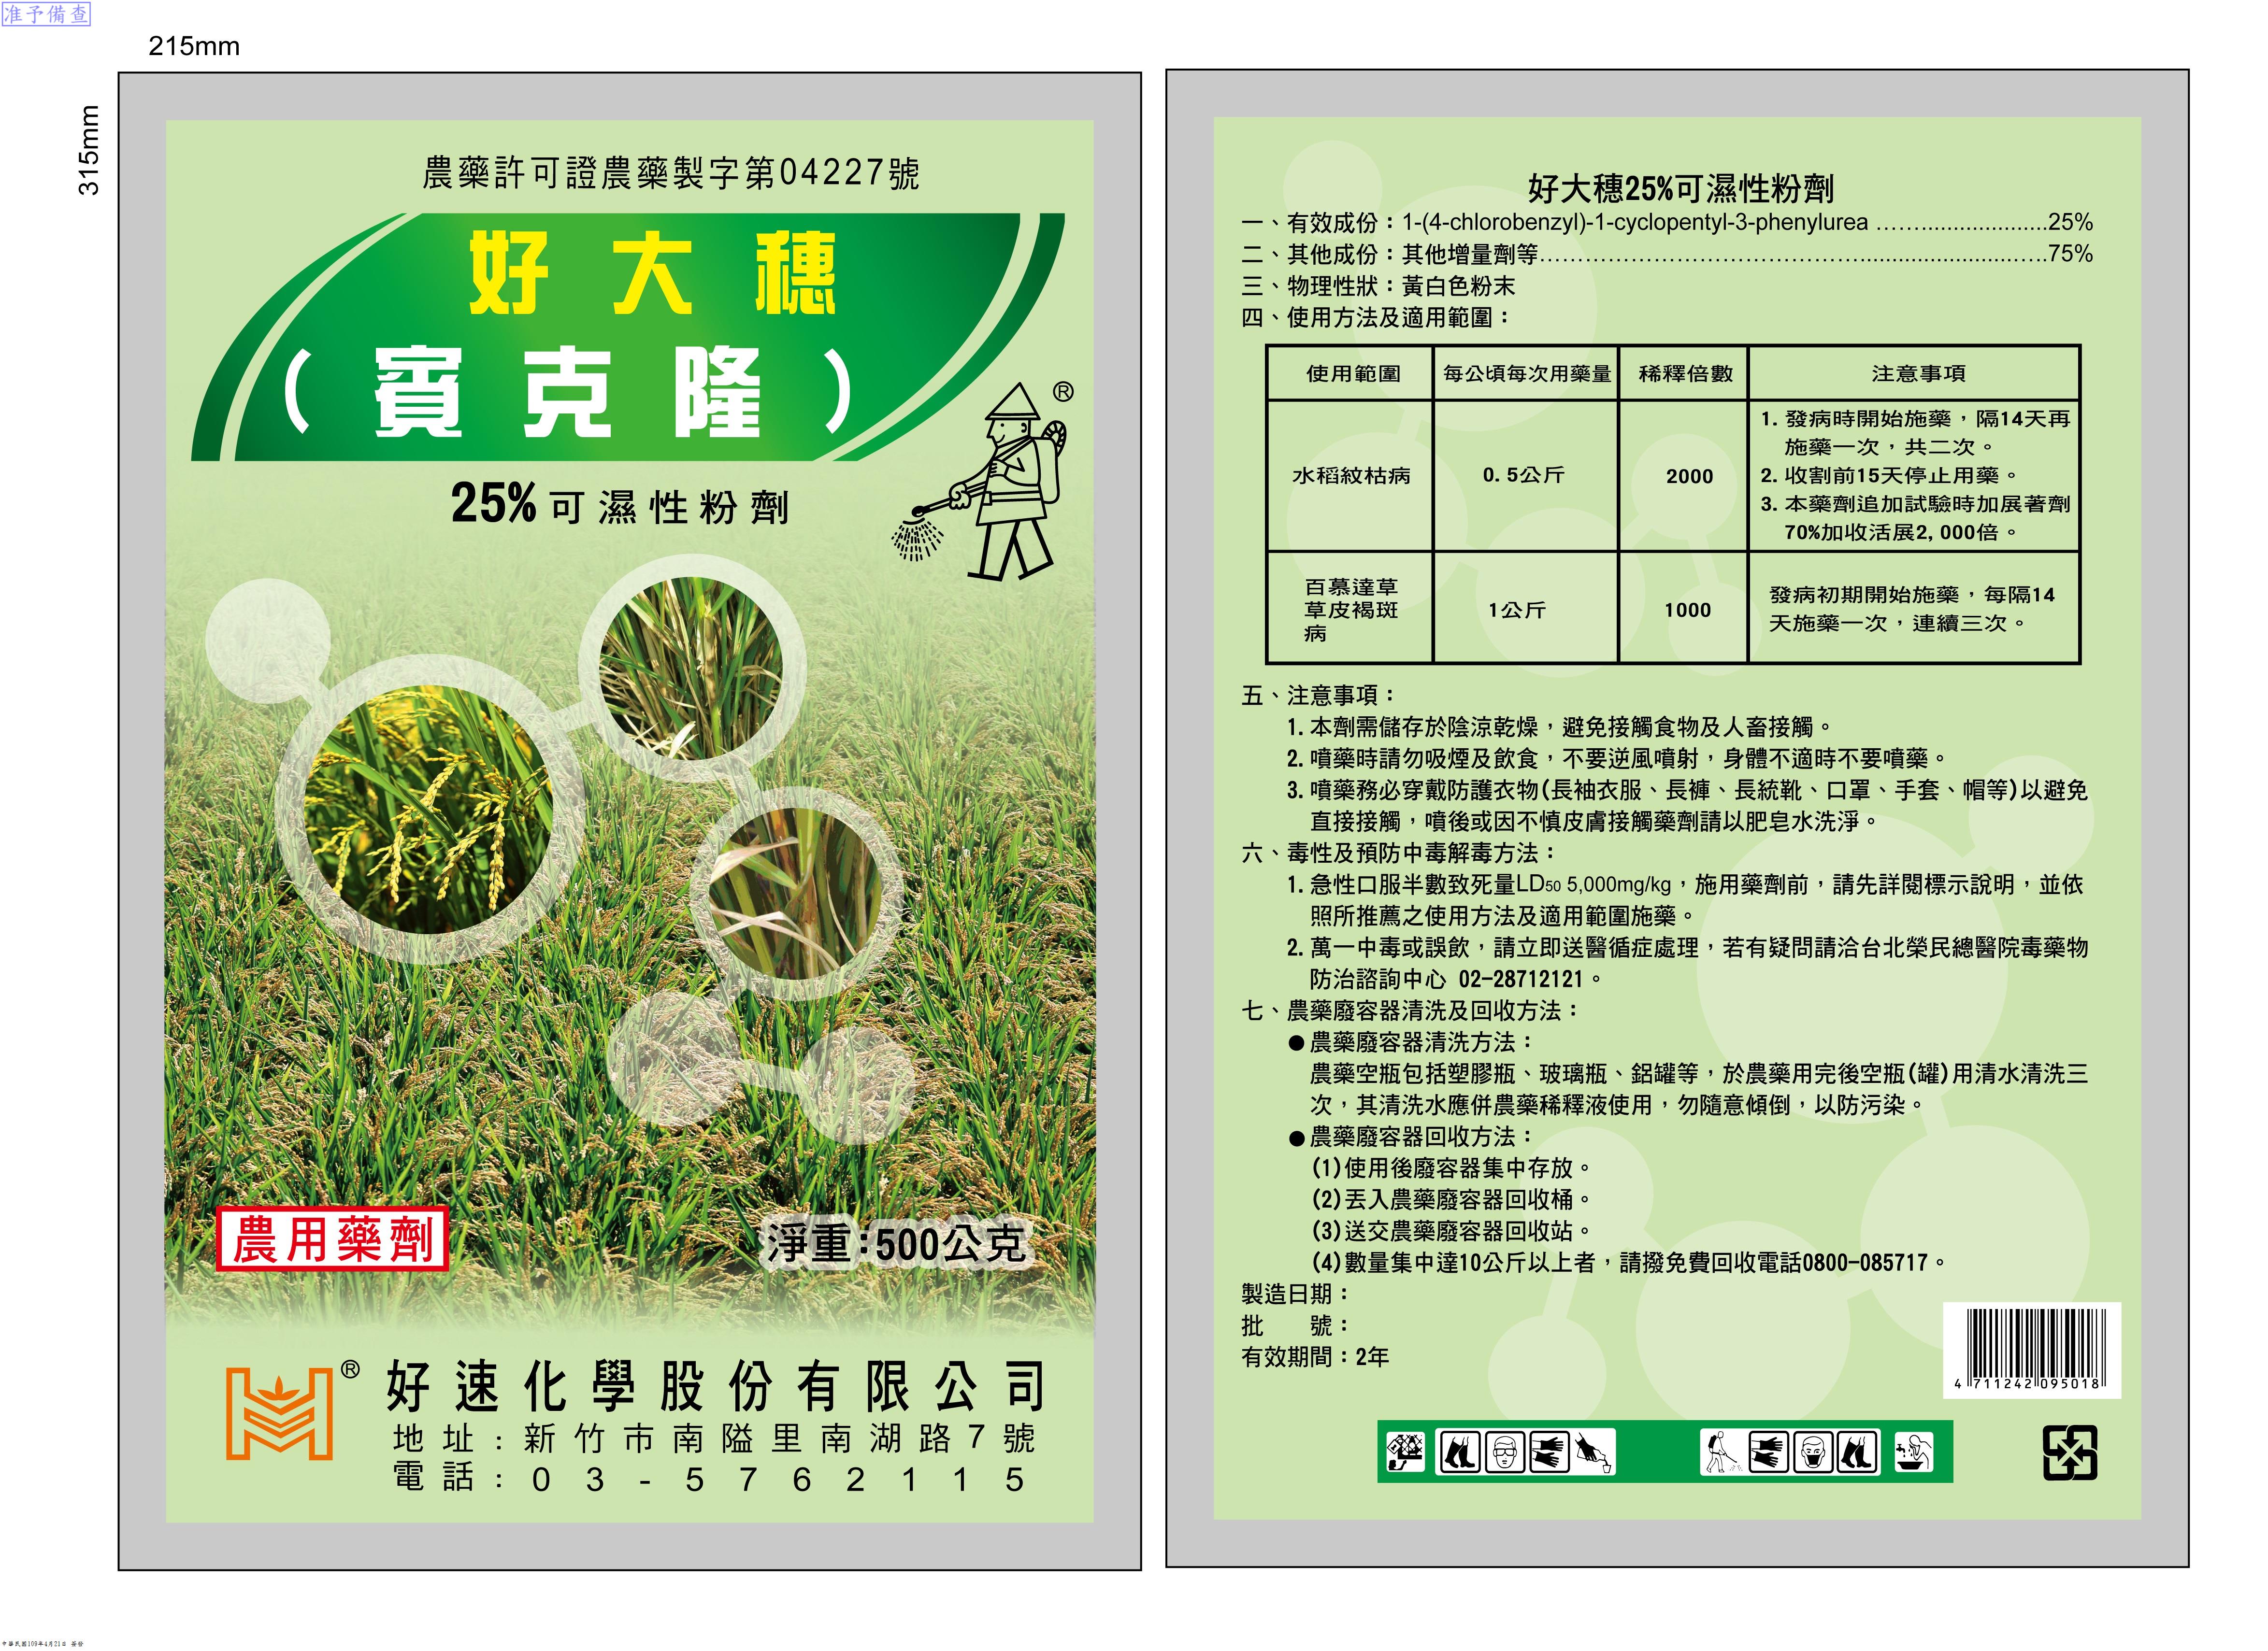 准予備查
215mm
315mm
農藥許可證農藥製字第04227號
好大穗
(賓克隆)
®
25%可濕性粉劑
農用藥劑
淨重:500公克
®
好速化學股份有限公司
地址:新竹市南隘里南湖路7號
電話:03-5762115
好大穗25%可濕性粉劑
一、有效成份：1-(4-chlorobenzyl)-1-cyclopentyl-3-phenylurea ........................25%
二、其他成份：其他增量劑等........................75%
三、物理性狀：黃白色粉末
四、使用方法及適用範圍：
使用範圍 每公頃每次用藥量 稀釋倍數 注意事項
水稻紋枯病 0.5公斤 2000
1. 發病時開始施藥，隔14天再
施藥一次，共二次。
2. 收割前15天停止用藥。
3. 本藥劑追加試驗時加展著劑
70%加收活展2,000倍。
百慕達草
草皮褐斑
病
1公斤 1000
發病初期開始施藥，每隔14
天施藥一次，連續三次。
五、注意事項：
1. 本劑需儲存於陰涼乾燥，避免接觸食物及人畜接觸。
2. 噴藥時請勿吸煙及飲食，不要逆風噴射，身體不適時不要噴藥。
3. 噴藥務必穿戴防護衣物(長袖衣服、長褲、長統靴、口罩、手套、帽等)以避免
直接接觸，噴後或因不慎皮膚接觸藥劑請以肥皂水洗淨。
六、毒性及預防中毒解毒方法：
1. 急性口服半數致死量LD50 5,000mg/kg，施用藥劑前，請先詳閱標示說明，並依
照所推薦之使用方法及適用範圍施藥。
2. 萬一中毒或誤飲，請立即送醫循症處理，若有疑問請洽台北榮民總醫院毒藥物
防治諮詢中心 02-28712121。
七、農藥廢容器清洗及回收方法：
●農藥廢容器清洗方法：
農藥空瓶包括塑膠瓶、玻璃瓶、鋁罐等，於農藥用完後空瓶(罐)用清水清洗三
次，其清洗水應併農藥稀釋液使用，勿隨意傾倒，以防污染。
●農藥廢容器回收方法：
(1)使用後廢容器集中存放。
(2)丟入農藥廢容器回收桶。
(3)送交農藥廢容器回收站。
(4)數量集中達10公斤以上者，請撥免費回收電話0800-085717。
製造日期：
批　　號：
有效期間：2年
4 711242 095018
中華民國109年4月21日 簽發